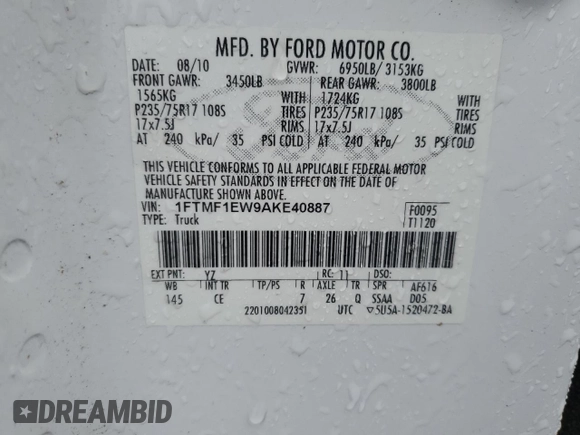 MFD. BY FORD MOTOR CO.
DATE: 08/10 GVWR: 6950LB/ 3153KG
FRONT GAWR: 3450LB REAR GAWR: 3800LB
1565KG WITH 1724KG WITH
P235/75R17 108S TIRES P235/75R17 108S TIRES
17x7.5J RIMS 17x7.5J RIMS
AT 240 kPa/ 35 PSI COLD AT 240 kPa/ 35 PSI COLD
THIS VEHICLE CONFORMS TO ALL APPLICABLE FEDERAL MOTOR
VEHICLE SAFETY STANDARDS IN EFFECT ON THE DATE OF
MANUFACTURE SHOWN ABOVE.
VIN: 1FTMF1EW9AKE40887 F0095
TYPE: Truck T1120
EXT PNT: YZ RC: 11 DSO:
WB INT TR TP/PS R AXLE TR SPR AF616
145 CE 7 26 Q SSAA D05
2201008042351 UTC ▽5U5A-1520472-BA
DREAMBID